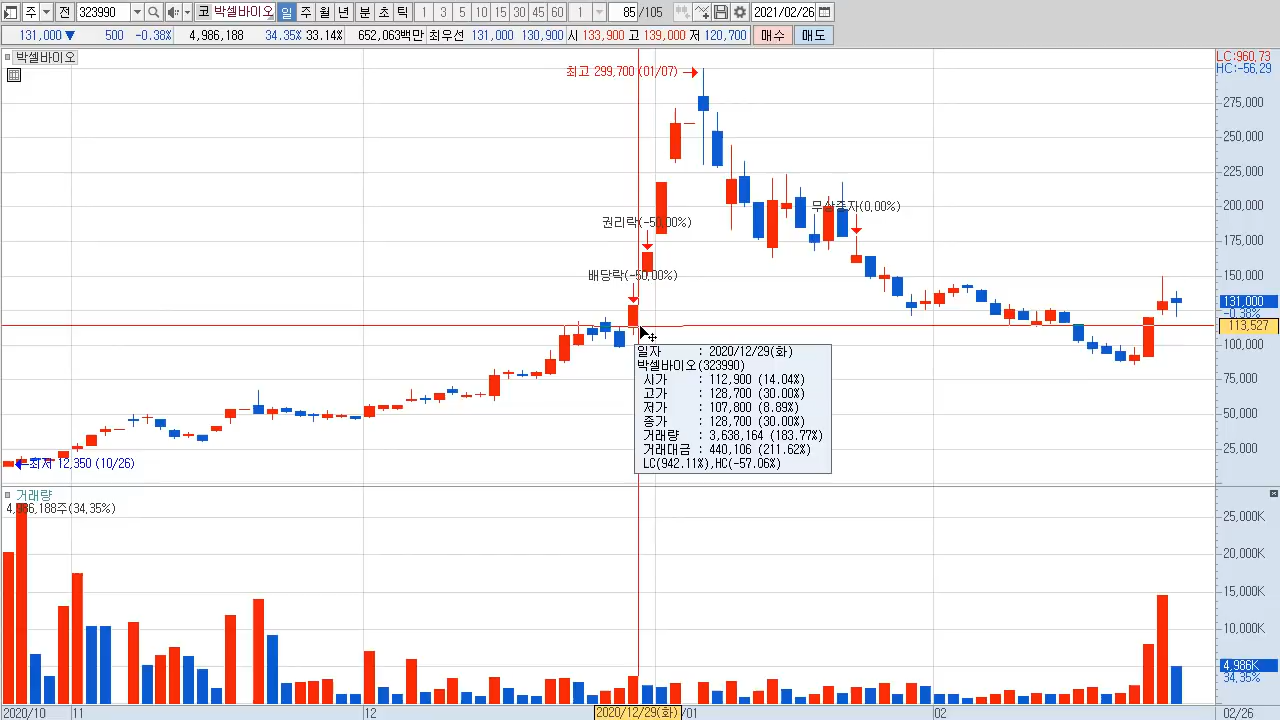 주 전 323990 코 박셀바이오 일 주 월 년 분 초 틱 1 3 5 10 15 30 45 60 1 85 /105 2021/02/26
131,000 ▼ 500 -0.38% 4,986,188 34.35% 33.14% 652,063백만 최우선 131,000 130,900 시 133,900 고 139,000 저 120,700 매수 매도
박셀바이오
LC:960.73
HC:-56.29
최고 299,700 (01/07)
275,000
250,000
225,000
200,000
175,000
150,000
131,000
-0.38%
113,727
100,000
75,000
50,000
25,000
무상증자(0.00%)
권리락(-50.00%)
배당락(-50.00%)
일자 : 2020/12/29(화)
박셀바이오(323990)
시가 : 112,900 (14.04%)
고가 : 128,700 (30.00%)
저가 : 107,800 (8.89%)
종가 : 128,700 (30.00%)
거래량 : 3,638,164 (183.77%)
거래대금 : 440,106 (211.62%)
LC(942.11%),HC(-57.06%)
최저 12,350 (10/26)
거래량
4,986,188주(34.35%)
25,000K
20,000K
15,000K
10,000K
4,986K
34.35%
2020/10 11 12 2020/12/29(화) /01 02 02/26